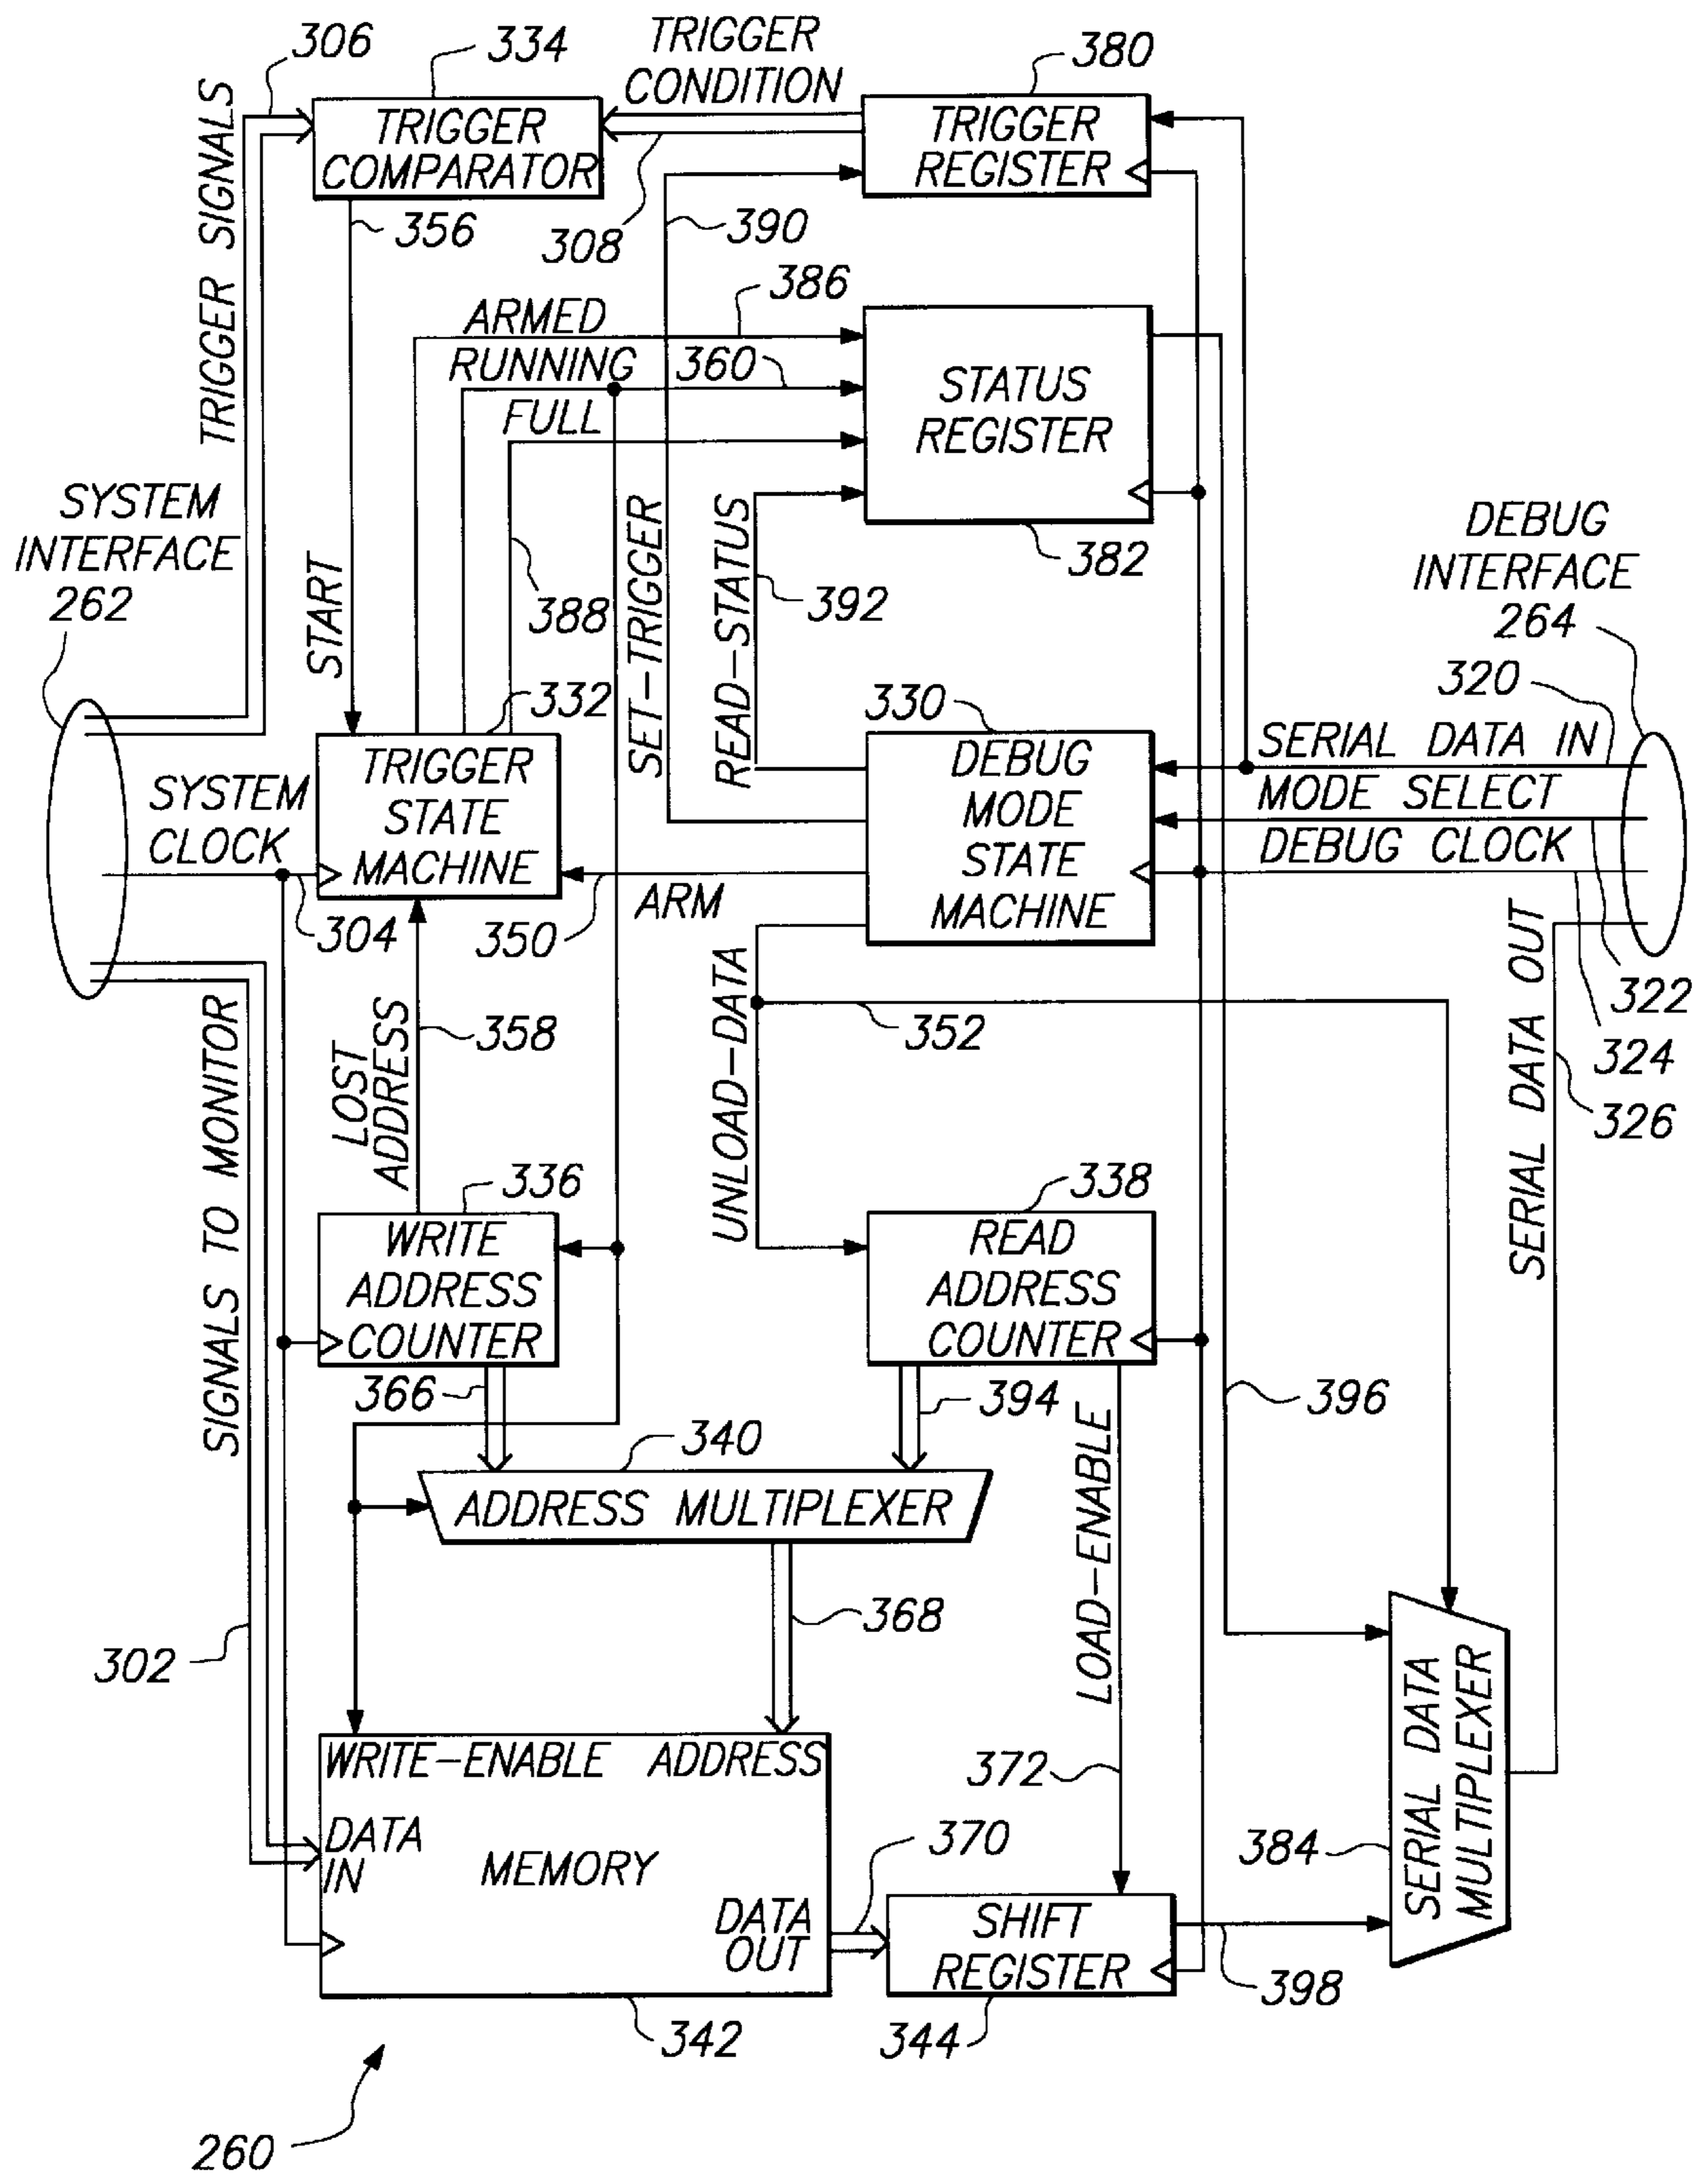 306
334
TRIGGER
CONDITION
380
TRIGGER SIGNALS
TRIGGER
COMPARATOR
TRIGGER
REGISTER
356
308
390
386
ARMED
RUNNING
360
FULL
STATUS
REGISTER
382
SYSTEM
INTERFACE
262
START
388
SET-TRIGGER
READ-STATUS
392
DEBUG
INTERFACE
264
320
332
330
SYSTEM
CLOCK
TRIGGER
STATE
MACHINE
DEBUG
MODE
STATE
MACHINE
SERIAL DATA IN
MODE SELECT
DEBUG CLOCK
304
350
ARM
322
324
326
SERIAL DATA OUT
SIGNALS TO MONITOR
LOST
ADDRESS
358
UNLOAD-DATA
352
336
338
WRITE
ADDRESS
COUNTER
READ
ADDRESS
COUNTER
366
394
396
340
ADDRESS MULTIPLEXER
LOAD-ENABLE
368
302
WRITE-ENABLE ADDRESS
372
DATA
IN
MEMORY
370
DATA
OUT
SHIFT
REGISTER
384
SERIAL DATA
MULTIPLEXER
398
342
344
260